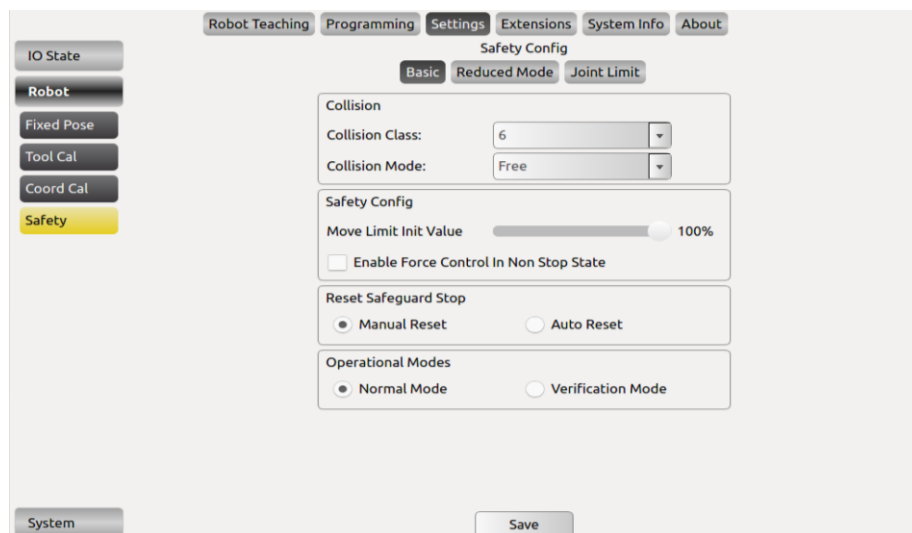 Robot Teaching Programming Settings Extensions System Info About
IO State
Robot
Fixed Pose
Tool Cal
Coord Cal
Safety
System
Safety Config
Basic Reduced Mode Joint Limit
Collision
Collision Class: 6
Collision Mode: Free
Safety Config
Move Limit Init Value 100%
Enable Force Control In Non Stop State
Reset Safeguard Stop
Manual Reset Auto Reset
Operational Modes
Normal Mode Verification Mode
Save